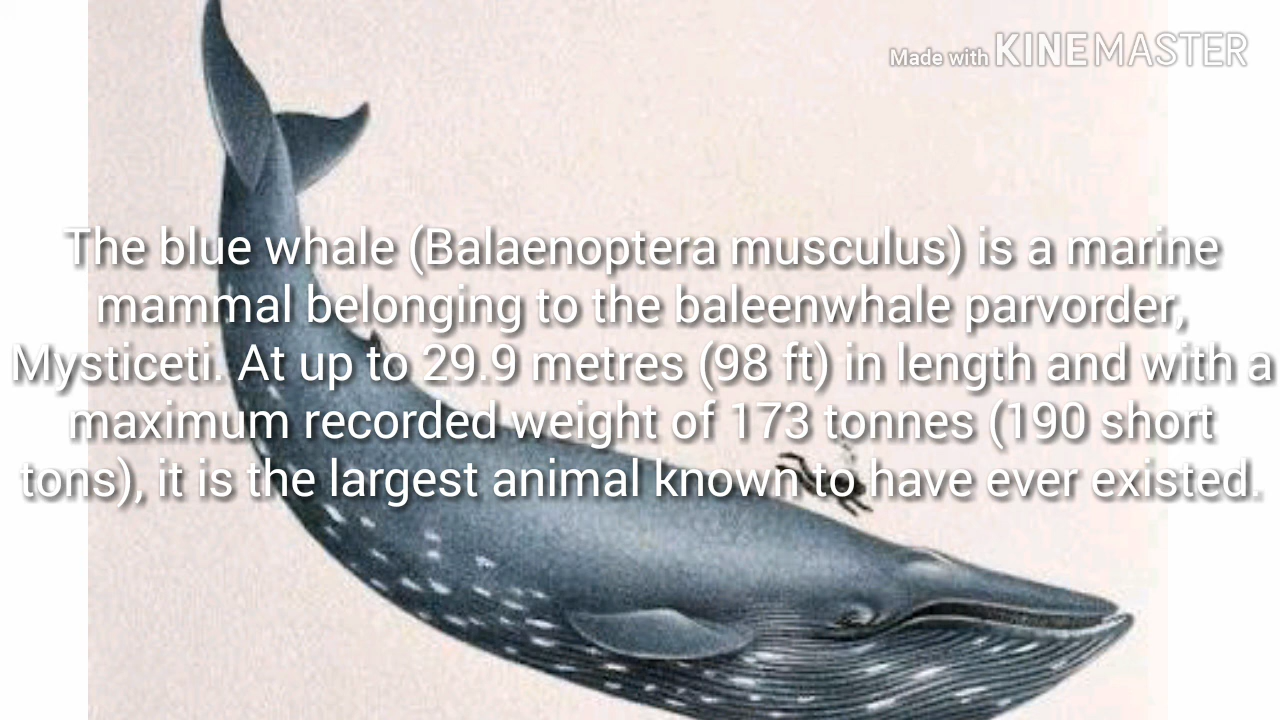 Made with KINEMASTER
The blue whale (Balaenoptera musculus) is a marine
mammal belonging to the baleenwhale parvorder,
Mysticeti. At up to 29.9 metres (98 ft) in length and with a
maximum recorded weight of 173 tonnes (190 short
tons), it is the largest animal known to have ever existed.